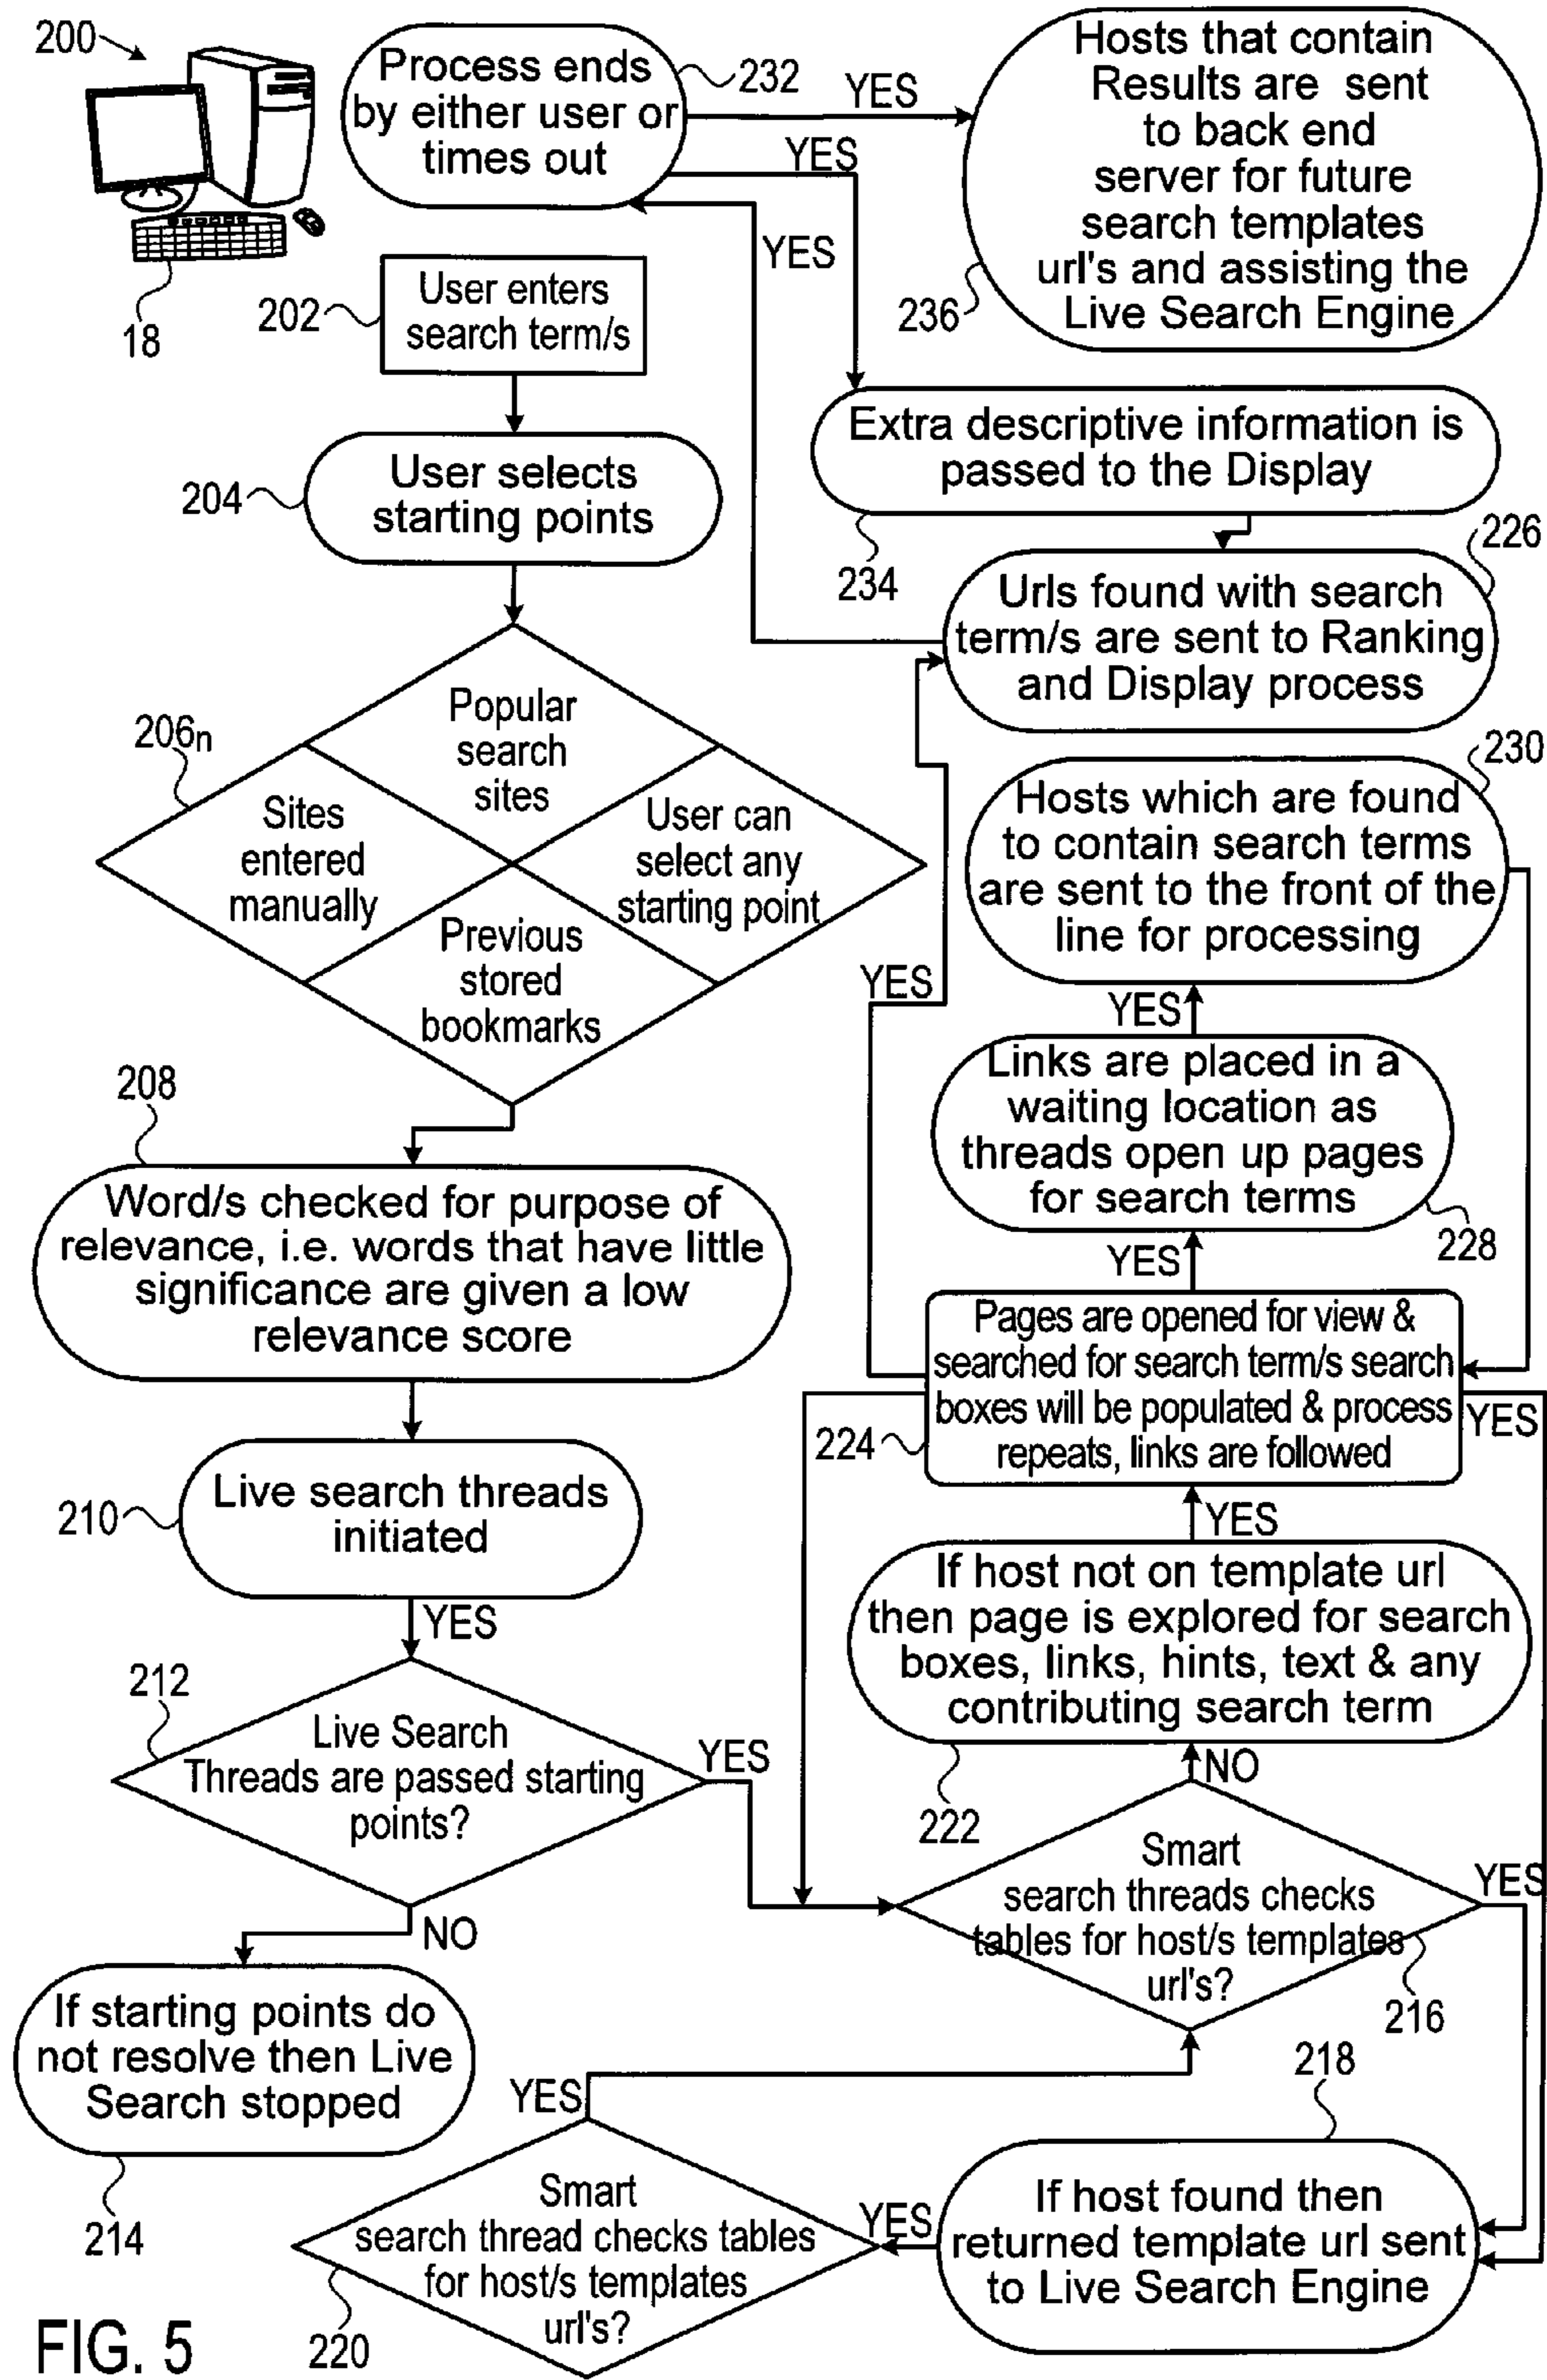 200
18
Process ends
by either user or
times out
232
YES
YES
YES
Hosts that contain
Results are sent
to back end
server for future
search templates
url's and assisting the
Live Search Engine
236
User enters
search term/s
202
Extra descriptive information is
passed to the Display
234
User selects
starting points
204
Urls found with search
term/s are sent to Ranking
and Display process
226
206n
Popular
search
sites
Sites
entered
manually
User can
select any
starting point
Previous
stored
bookmarks
Hosts which are found
to contain search terms
are sent to the front of the
line for processing
230
YES
YES
Links are placed in a
waiting location as
threads open up pages
for search terms
228
YES
208
Word/s checked for purpose of
relevance, i.e. words that have little
significance are given a low
relevance score
Pages are opened for view &
searched for search term/s search
boxes will be populated & process
repeats, links are followed
224
YES
YES
Live search threads
initiated
210
YES
If host not on template url
then page is explored for search
boxes, links, hints, text & any
contributing search term
222
NO
212
Live Search
Threads are passed starting
points?
YES
NO
Smart
search threads checks
tables for host/s templates
url's?
YES
216
If starting points do
not resolve then Live
Search stopped
214
218
If host found then
returned template url sent
to Live Search Engine
YES
YES
Smart
search thread checks tables
for host/s templates
url's?
220
FIG. 5